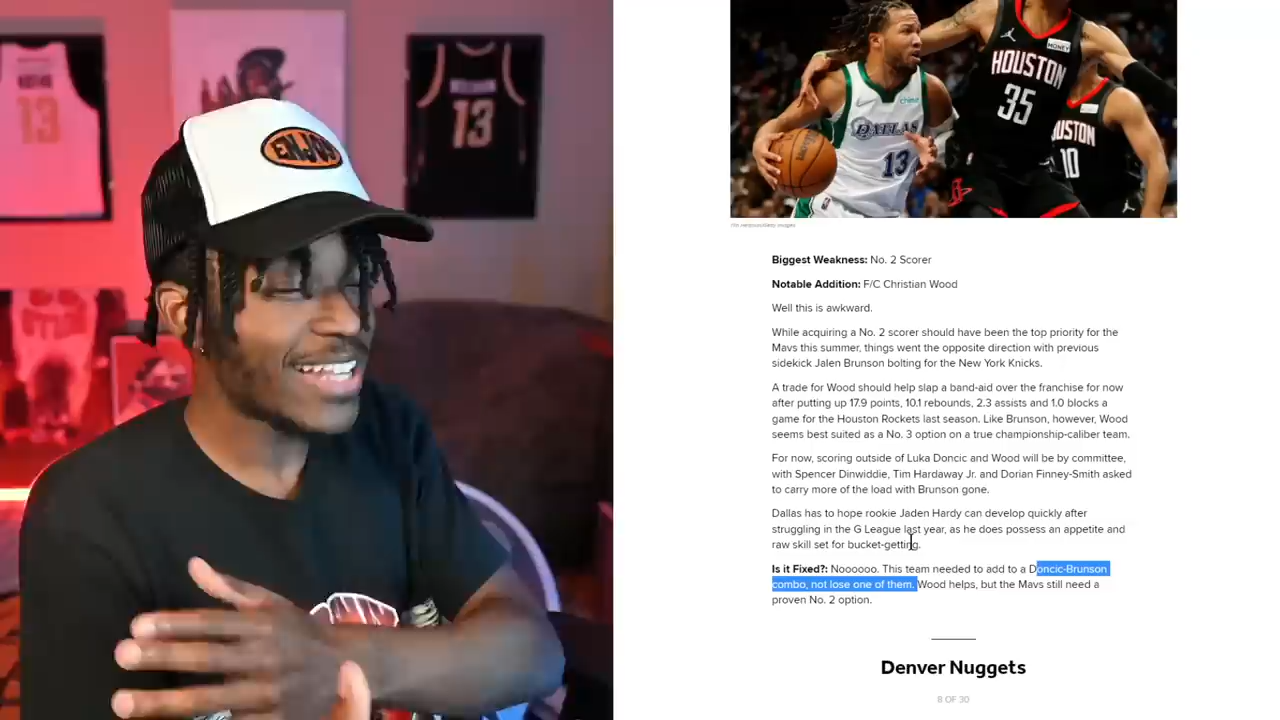 13
13
ENJOY
MONEY
HOUSTON
35
chime
DALLAS
13
10
Biggest Weakness: No. 2 Scorer
Notable Addition: F/C Christian Wood
Well this is awkward.
While acquiring a No. 2 scorer should have been the top priority for the
Mavs this summer, things went the opposite direction with previous
sidekick Jalen Brunson bolting for the New York Knicks.
A trade for Wood should help slap a band-aid over the franchise for now
after putting up 17.9 points, 10.1 rebounds, 2.3 assists and 1.0 blocks a
game for the Houston Rockets last season. Like Brunson, however, Wood
seems best suited as a No. 3 option on a true championship-caliber team.
For now, scoring outside of Luka Doncic and Wood will be by committee,
with Spencer Dinwiddie, Tim Hardaway Jr. and Dorian Finney-Smith asked
to carry more of the load with Brunson gone.
Dallas has to hope rookie Jaden Hardy can develop quickly after
struggling in the G League last year, as he does possess an appetite and
raw skill set for bucket-getting.
Is it Fixed?: Noooooo. This team needed to add to a Doncic-Brunson
combo, not lose one of them. Wood helps, but the Mavs still need a
proven No. 2 option.
Denver Nuggets
8 OF 30